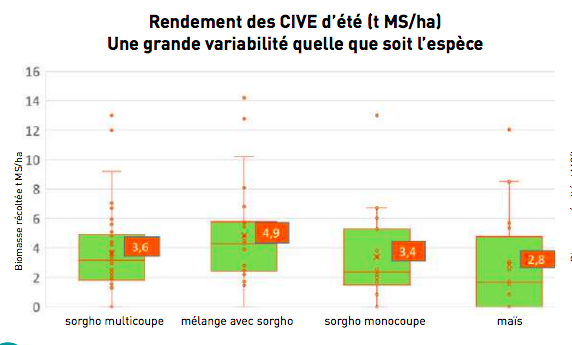 Rendement des CIVE d'été (t MS/ha)
Une grande variabilité quelle que soit l'espèce
Biomasse récoltée t MS/ha
16
14
12
10
8
6
4
2
0
3,6
4,9
3,4
2,8
sorgho multicoupe
mélange avec sorgho
sorgho monocoupe
maïs